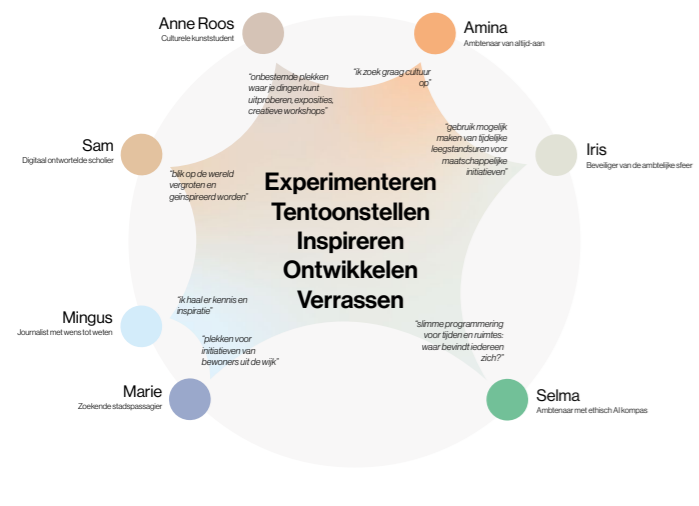 Anne Roos
Culturele kunststudent
Amina
Ambtenaar van altijd-aan
"onbestemde plekken
waar je dingen kunt
uitproberen, exposities,
creatieve workshops"
"ik zoek graag cultuur
op"
Sam
Digitaal ontwortelde scholier
"blik op de wereld
vergroten en
geïnspireerd worden"
"gebruik mogelijk
maken van tijdelijke
leegstandsuren voor
maatschappelijke
initiatieven"
Iris
Beveiliger van de ambtelijke sfeer
Experimenteren
Tentoonstellen
Inspireren
Ontwikkelen
Verrassen
Mingus
Journalist met wens tot weten
"ik haal er kennis en
inspiratie"
"plekken voor
initiatieven van
bewoners uit de wijk"
"slimme programmering
voor tijden en ruimtes:
waar bevindt iedereen
zich?"
Marie
Zoekende stadspassagier
Selma
Ambtenaar met ethisch AI kompas